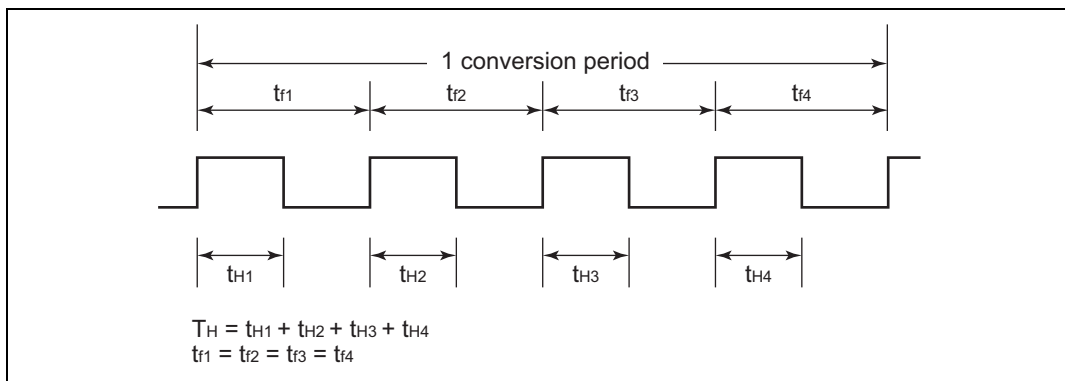 1 conversion period
tf1 tf2 tf3 tf4
tH1 tH2 tH3 tH4
TH = tH1 + tH2 + tH3 + tH4
tf1 = tf2 = tf3 = tf4